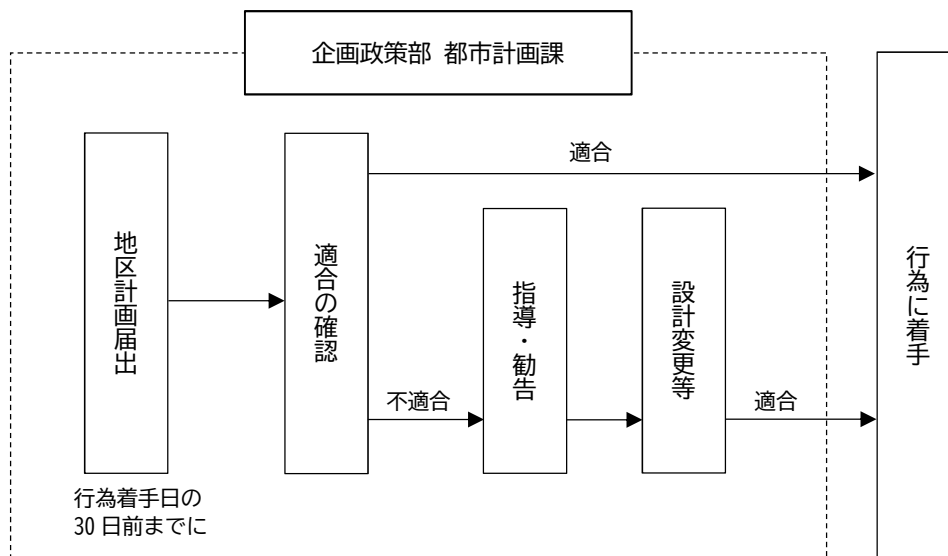 企画政策部 都市計画課
地区計画届出
行為着手日の
30日前までに
適合の確認
適合
不適合
指導・勧告
設計変更等
適合
行為に着手